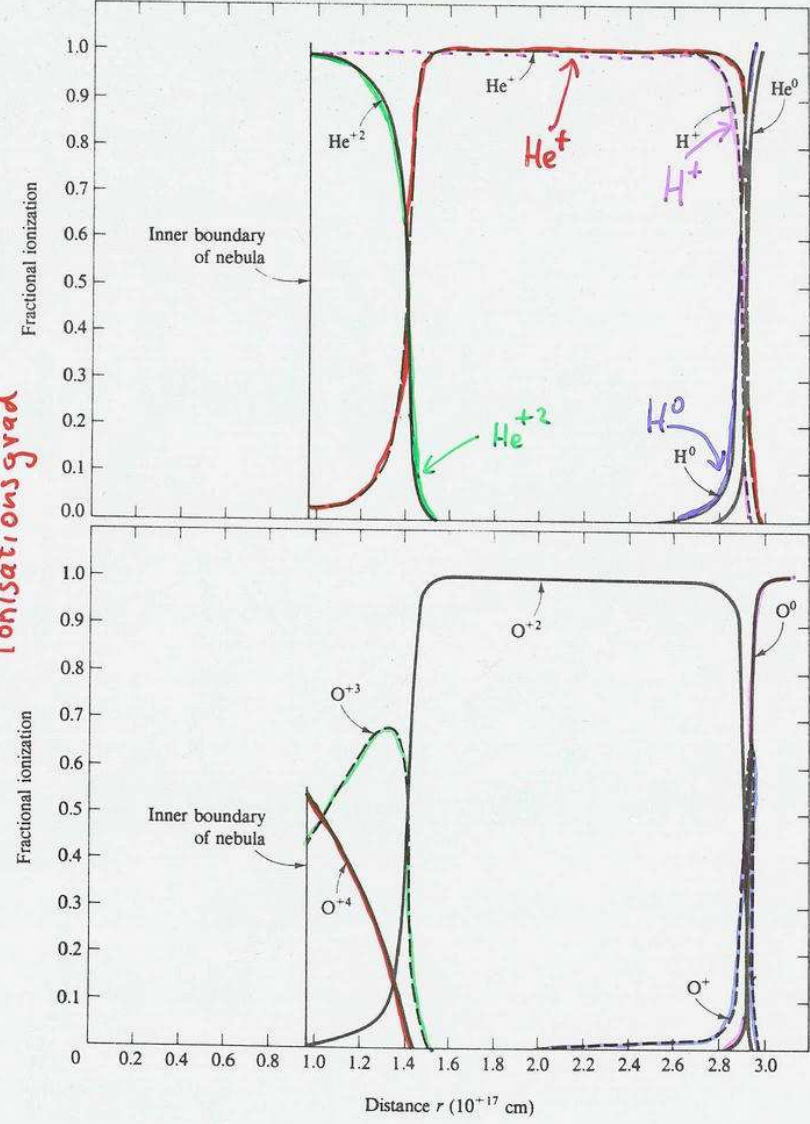 Ionisationsgrad
Fractional ionization
1.0
0.9
0.8
0.7
0.6
0.5
0.4
0.3
0.2
0.1
0.0
He⁺²
Inner boundary
of nebula
He⁺
He⁺
H⁺
H⁺
He⁰
He⁺²
H⁰
H⁰
Fractional ionization
1.0
0.9
0.8
0.7
0.6
0.5
0.4
0.3
0.2
0.1
0
O⁺³
Inner boundary
of nebula
O⁺⁴
O⁺²
O⁰
O⁺
0.2 0.4 0.6 0.8 1.0 1.2 1.4 1.6 1.8 2.0 2.2 2.4 2.6 2.8 3.0
Distance r (10⁺¹⁷ cm)